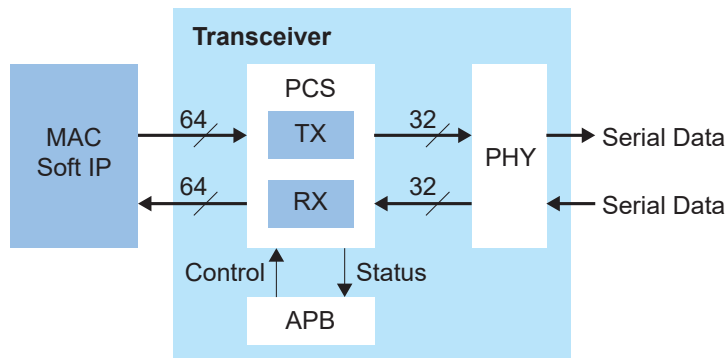 Transceiver
MAC
Soft IP
64
64
PCS
TX
RX
32
32
PHY
Serial Data
Serial Data
Control
Status
APB